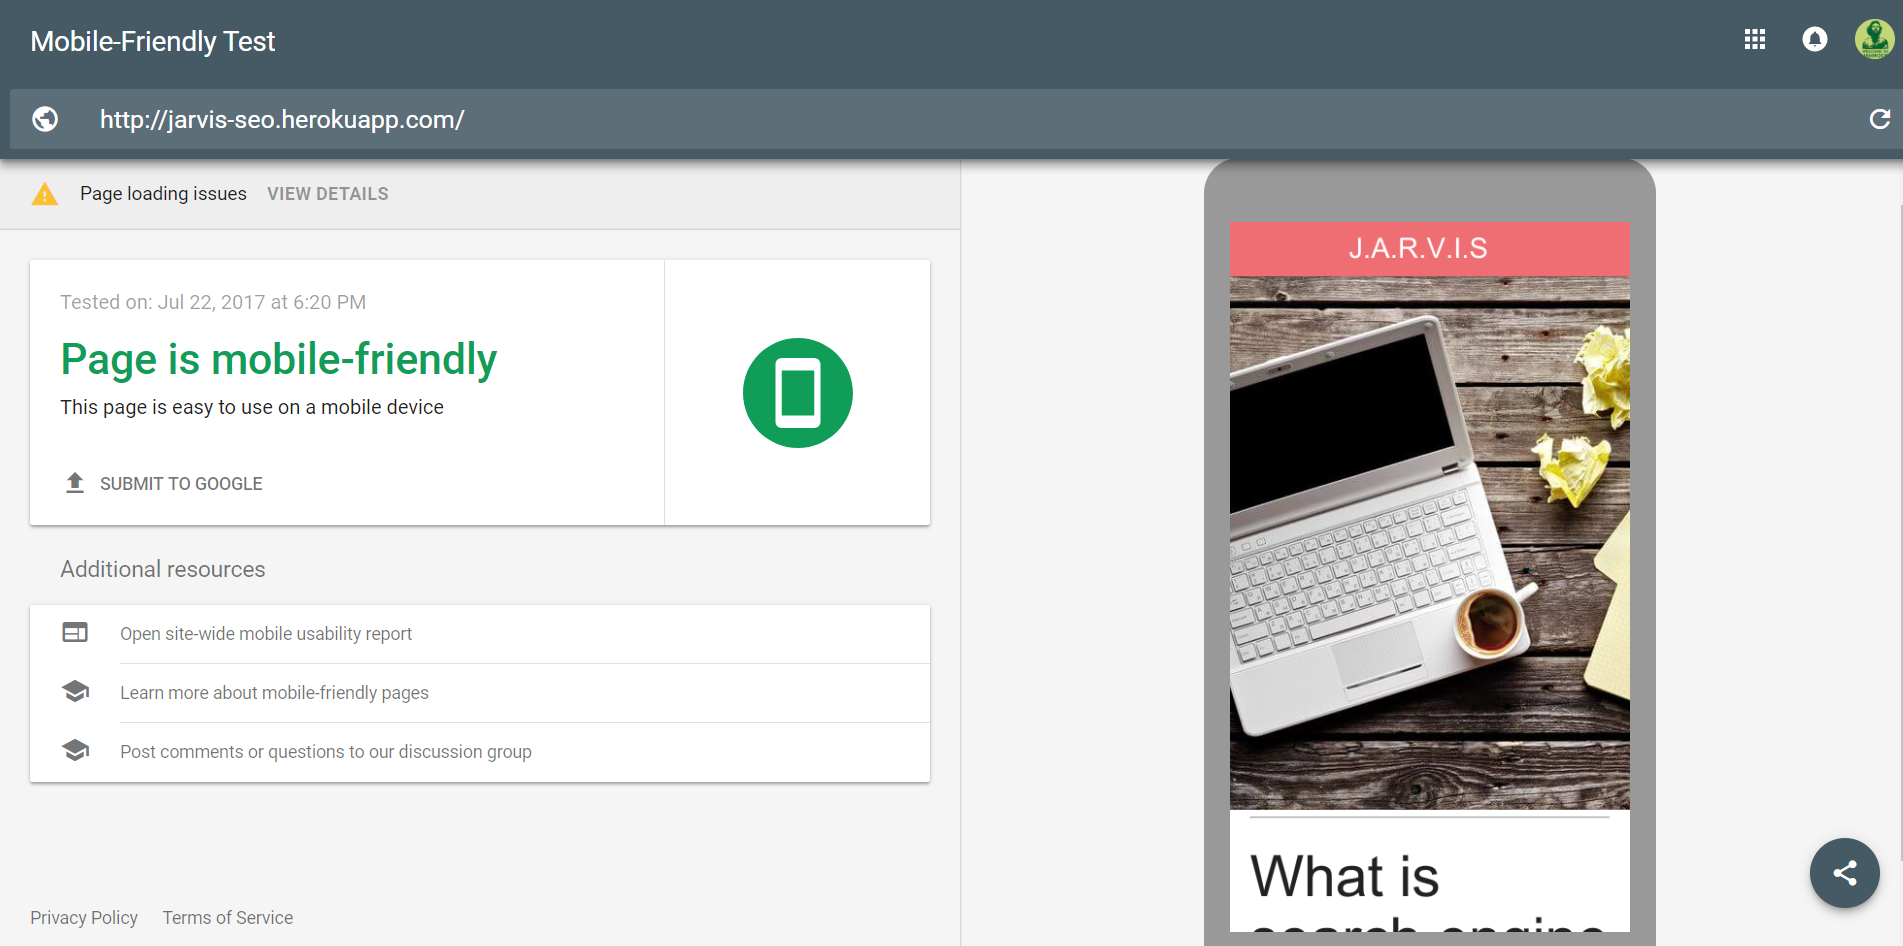 Mobile-Friendly Test
http://jarvis-seo.herokuapp.com/
Page loading issues VIEW DETAILS
Tested on: Jul 22, 2017 at 6:20 PM
Page is mobile-friendly
This page is easy to use on a mobile device
SUBMIT TO GOOGLE
Additional resources
Open site-wide mobile usability report
Learn more about mobile-friendly pages
Post comments or questions to our discussion group
Privacy Policy Terms of Service
J.A.R.V.I.S
What is
search engine